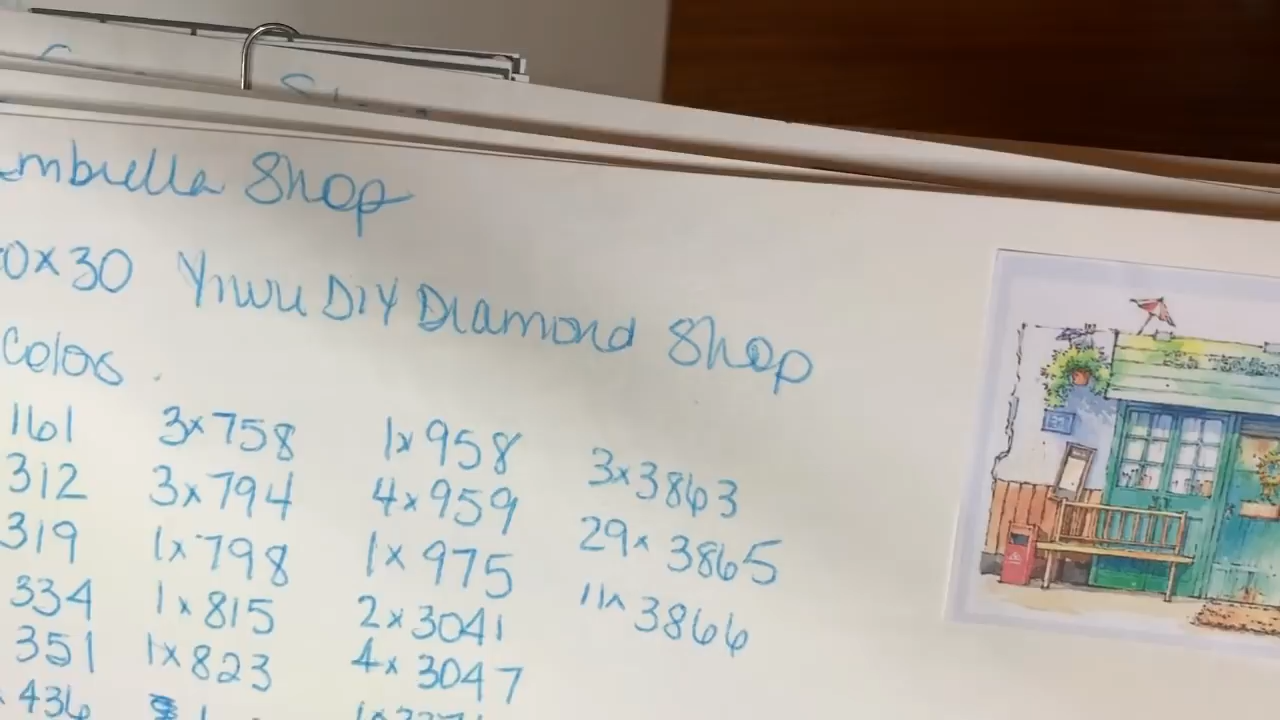 mbrella Shop
0x30 Yiwu DIY Diamond Shop
Colors
161 3x758 1x958 3x3863
312 3x794 4x959 29x3865
319 1x798 1x975 11x3866
334 1x815 2x3041
351 1x823 4x3047
436